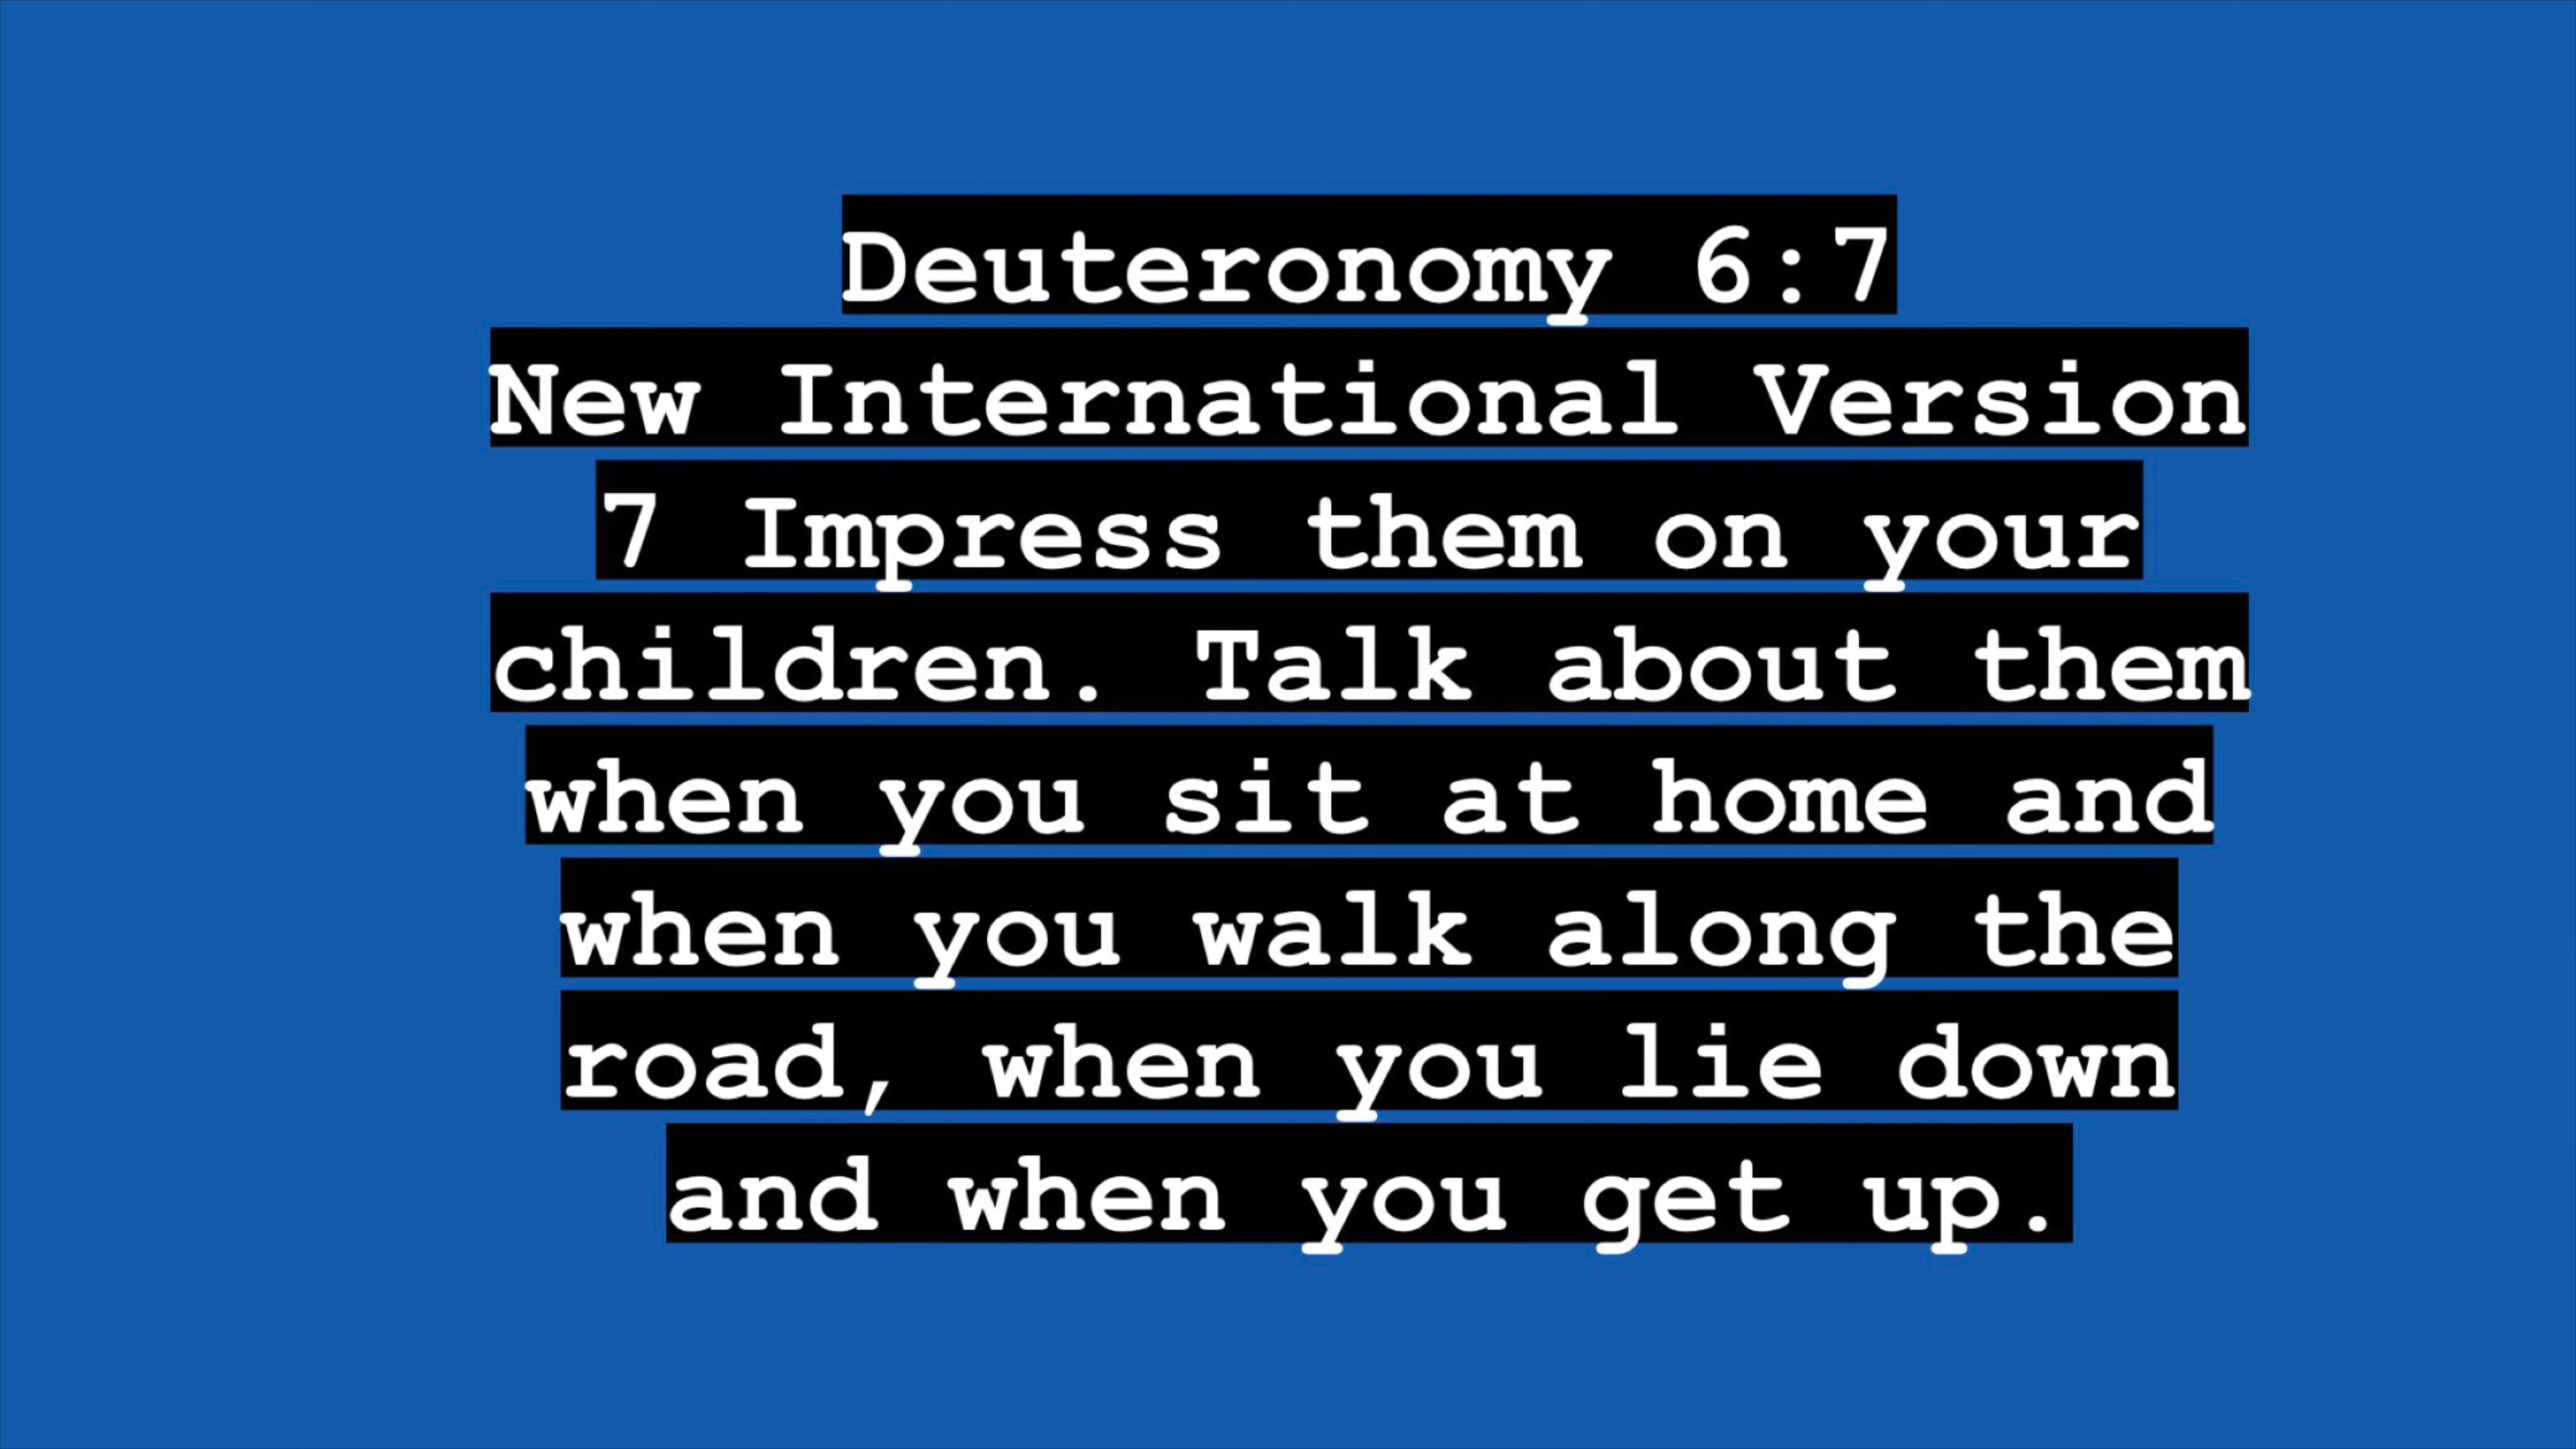 Deuteronomy 6:7
New International Version
7 Impress them on your
children. Talk about them
when you sit at home and
when you walk along the
road, when you lie down
and when you get up.